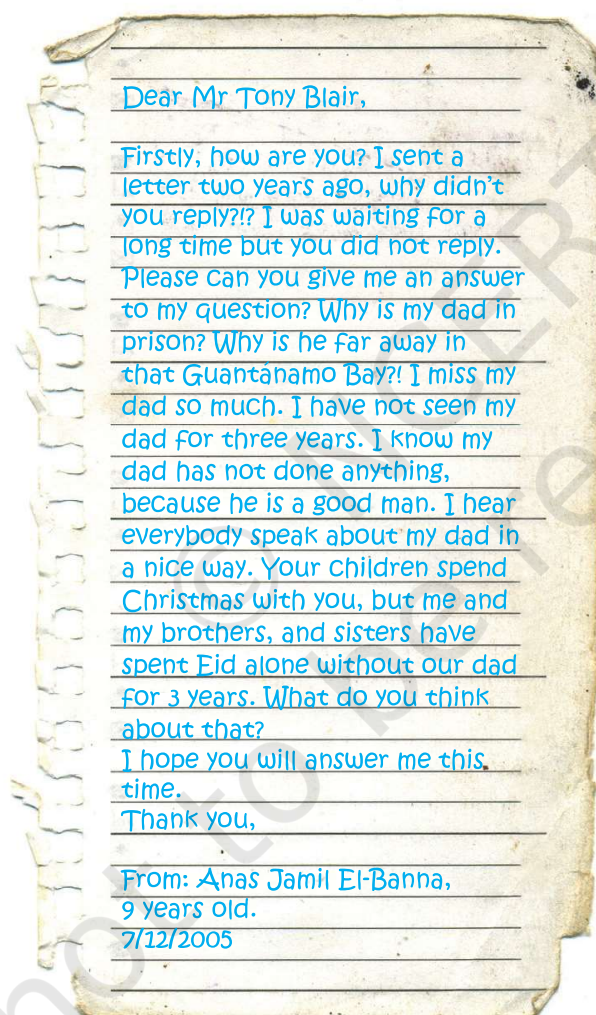 Dear Mr Tony Blair,
Firstly, how are you? I sent a
letter two years ago, why didn't
you reply?!? I was waiting for a
long time but you did not reply.
Please can you give me an answer
to my question? Why is my dad in
prison? Why is he far away in
that Guantánamo Bay?! I miss my
dad so much. I have not seen my
dad for three years. I know my
dad has not done anything,
because he is a good man. I hear
everybody speak about my dad in
a nice way. Your children spend
Christmas with you, but me and
my brothers, and sisters have
spent Eid alone without our dad
for 3 years. What do you think
about that?
I hope you will answer me this
time.
Thank you,
From: Anas Jamil El-Banna,
9 years old.
7/12/2005
© NCERT
not to be re